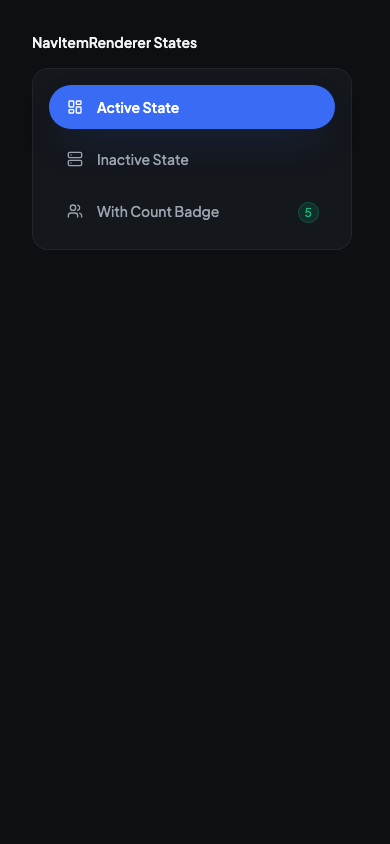 NavItemRenderer States
Active State
Inactive State
With Count Badge
5